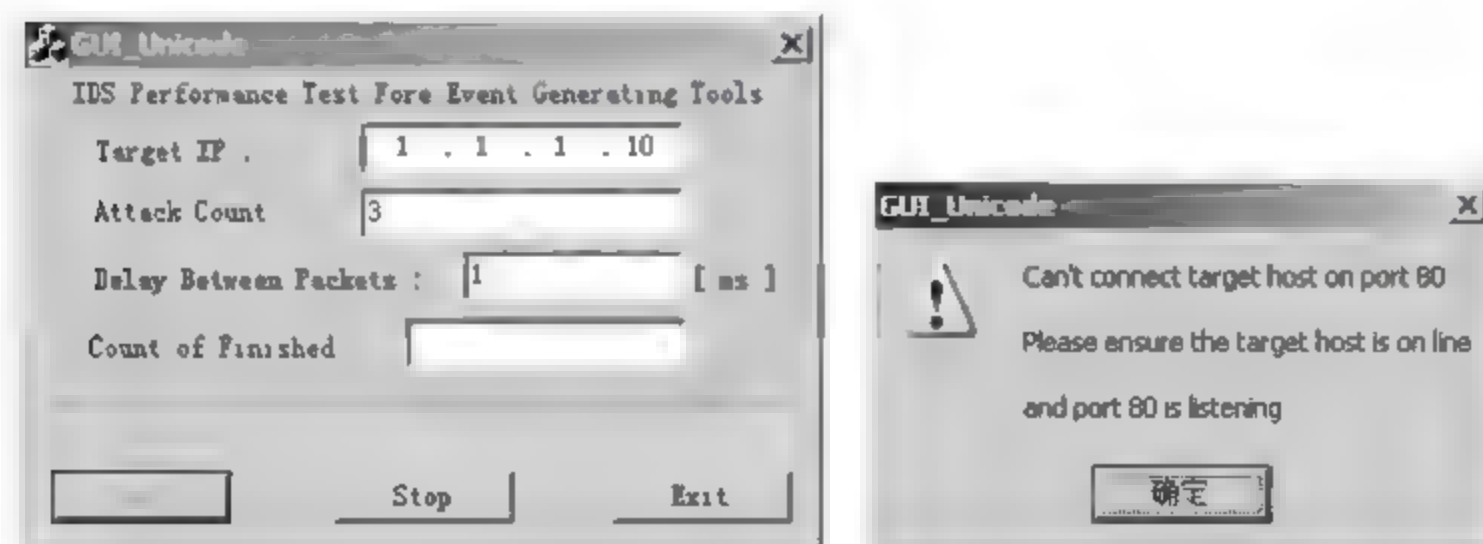 GUI_Unicode
IDS Performance Test Fore Event Generating Tools
Target IP .
1 . 1 . 1 . 10
Attack Count
3
Delay Between Packets :
1
[ ms ]
Count of Finished
Stop
Exit
GUI_Unicode
Can't connect target host on port 80
Please ensure the target host is on line
and port 80 is listening
确定